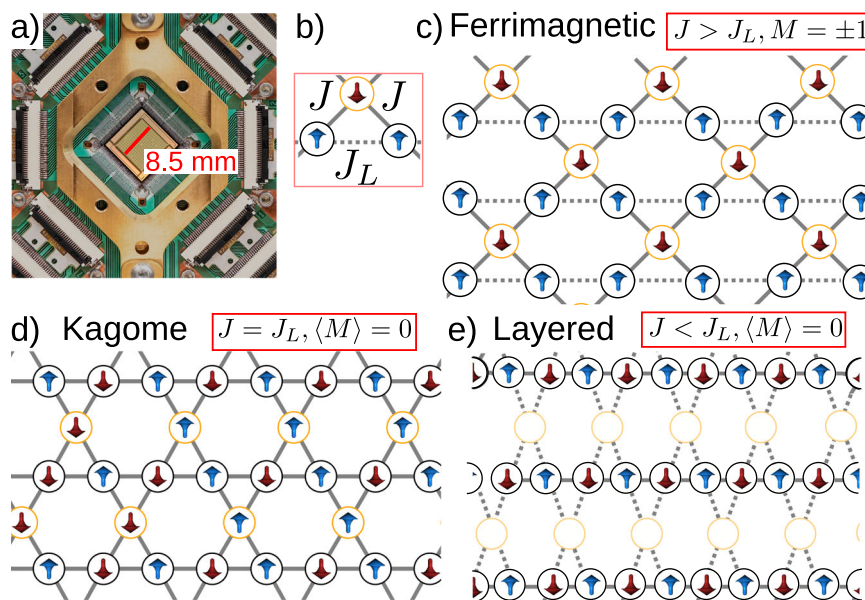 a)
8.5 mm
b)
J J
J_L
c) Ferrimagnetic
J > J_L, M = ±1
d) Kagome
J = J_L, ⟨M⟩ = 0
e) Layered
J < J_L, ⟨M⟩ = 0